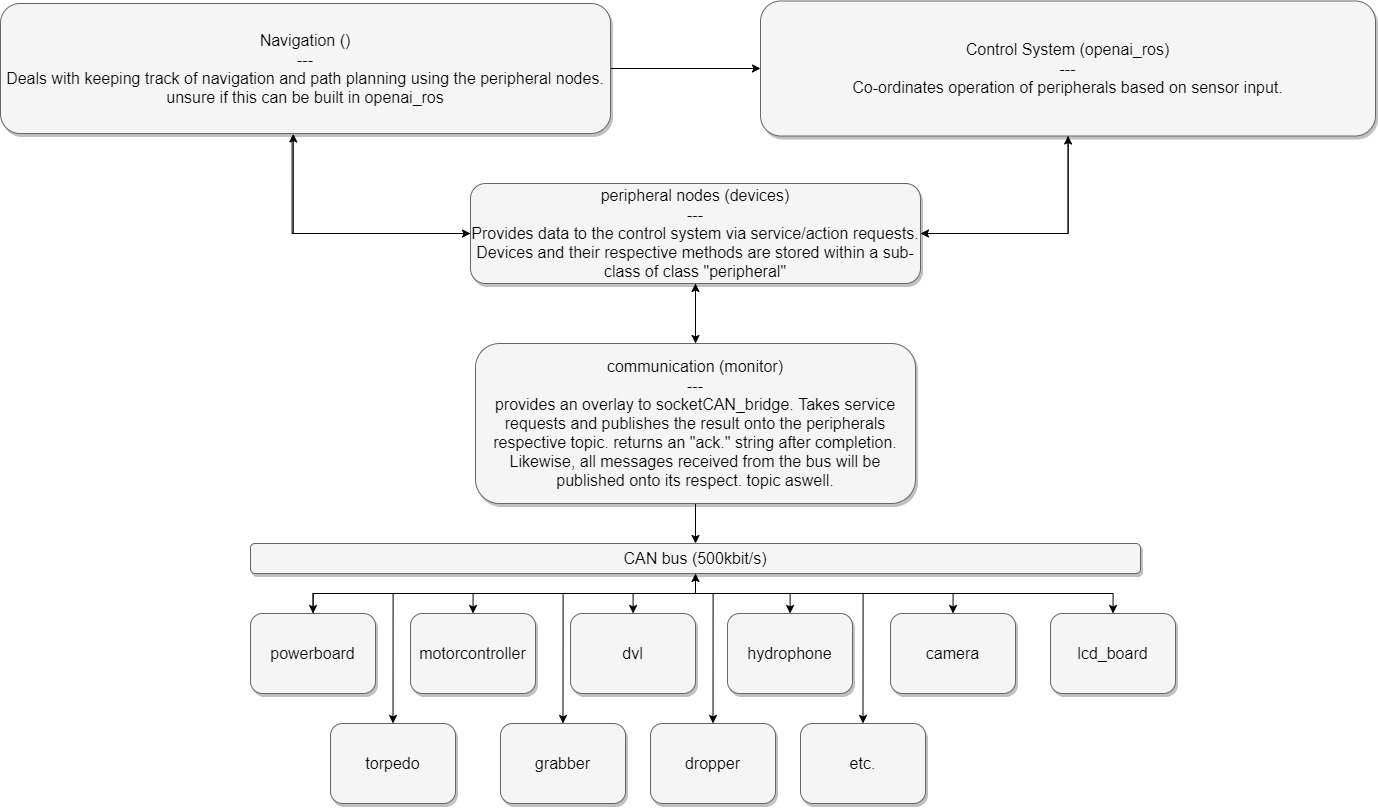 Navigation ()
---
Deals with keeping track of navigation and path planning using the peripheral nodes.
unsure if this can be built in openai_ros
Control System (openai_ros)
---
Co-ordinates operation of peripherals based on sensor input.
peripheral nodes (devices)
---
Provides data to the control system via service/action requests.
Devices and their respective methods are stored within a sub-
class of class "peripheral"
communication (monitor)
---
provides an overlay to socketCAN_bridge. Takes service
requests and publishes the result onto the peripherals
respective topic. returns an "ack." string after completion.
Likewise, all messages received from the bus will be
published onto its respect. topic aswell.
CAN bus (500kbit/s)
powerboard
motorcontroller
dvl
hydrophone
camera
lcd_board
torpedo
grabber
dropper
etc.